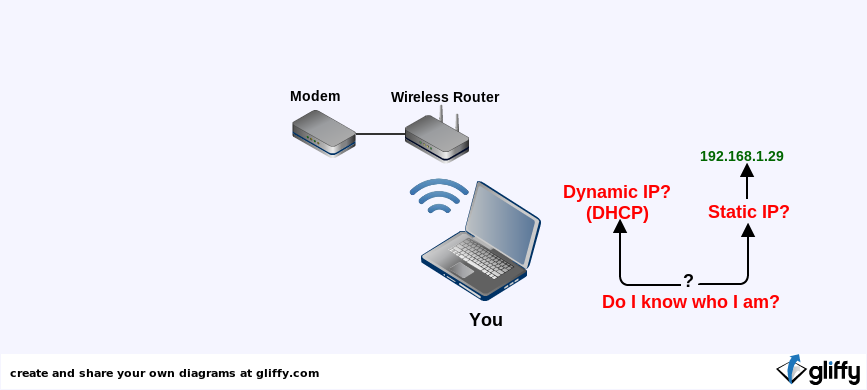 Modem
Wireless Router
192.168.1.29
Dynamic IP?
(DHCP)
Static IP?
?
Do I know who I am?
You
create and share your own diagrams at gliffy.com
gliffy